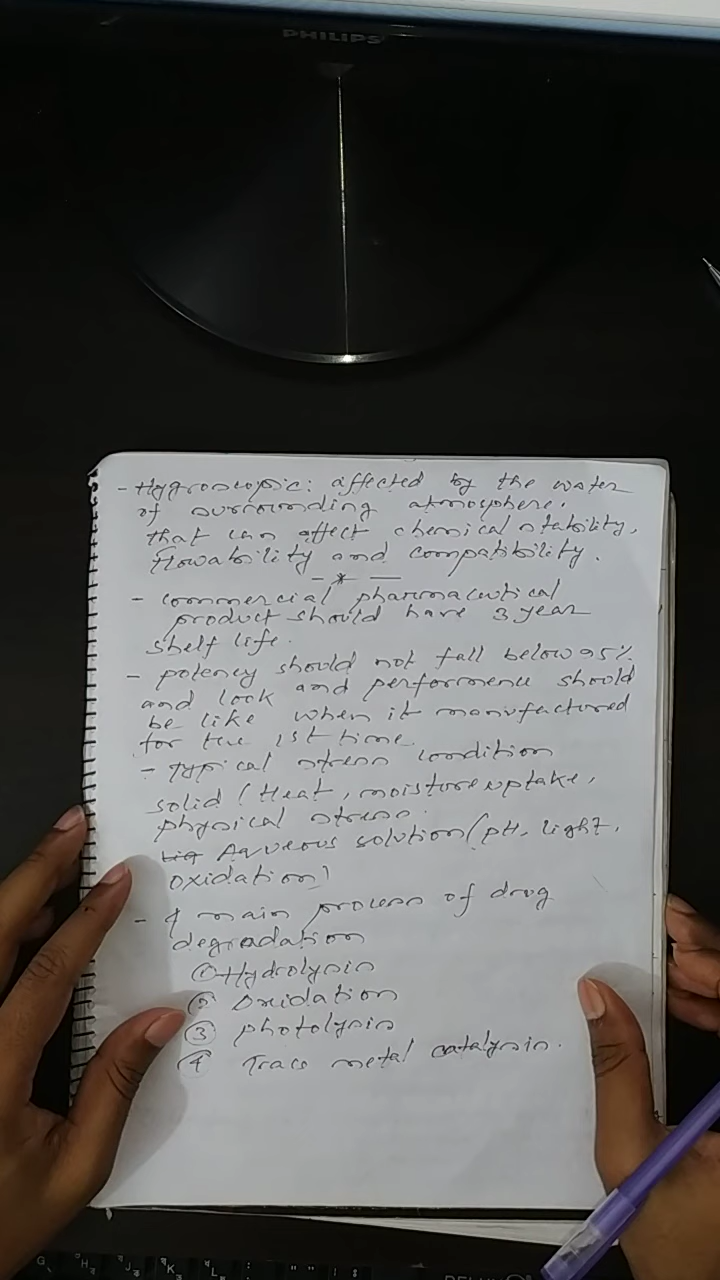 PHILIPS
- Hygroscopic: affected by the water
of surrounding atmosphere.
that can affect chemical stability,
flowability and compatibility.
- * -
- commercial pharmaceutical
product should have 3 year
shelf life.
- potency should not fall below 95%
and look and performence should
be like when it manufactured
for the 1st time.
- Typical stress condition
solid (Heat, moisture uptake,
physical stress.
Aqueous solution (pH, light,
oxidation)
- 4 main process of drug
degradation
① Hydrolysis
② Oxidation
③ photolysis
④ Trace metal catalysis.
G H J K L : " "